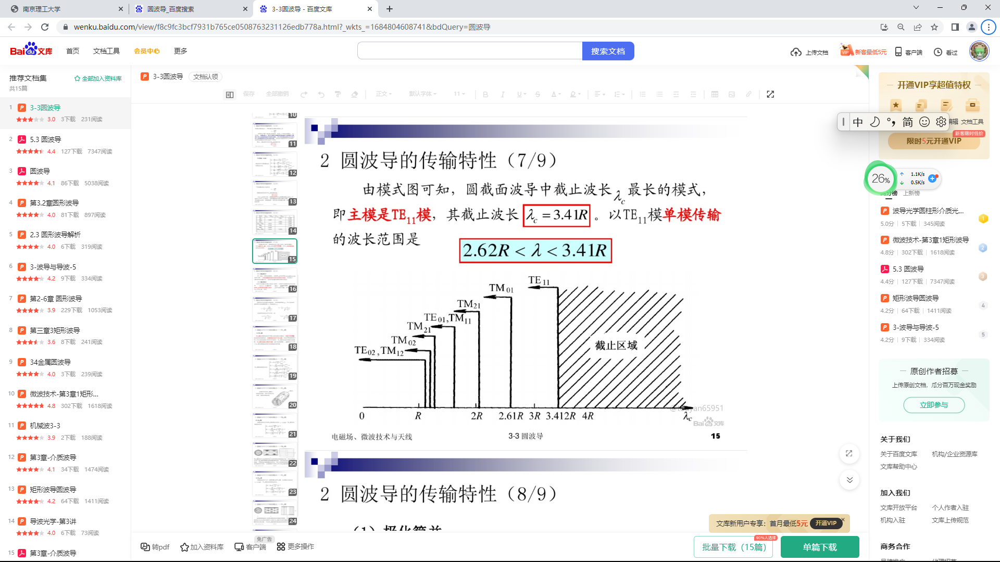 南京理工大学
圆波导_百度搜索
3-3圆波导 - 百度文库
wenku.baidu.com/view/f8c9fc3bcf7931b765ce0508763231126edb778a.html?_wkts_=1684804608741&bdQuery=圆波导
Baidu文库
首页
文档工具
会员中心
更多
搜索文档
上传文档
VIP
新客最低5元
客户端
看过
推荐文档集
共15篇
全部加入资料库
1 3-3圆波导
3.0 3下载 231阅读
2 5.3 圆波导
4.4 127下载 7347阅读
3 圆波导
4.1 86下载 5038阅读
4 第3.2章圆形波导
4.0 81下载 897阅读
5 2.3 圆形波导解析
4.0 6下载 319阅读
6 3-波导与导波-5
4.2 9下载 334阅读
7 第2-6章 圆形波导
3.9 229下载 1053阅读
8 第三章3矩形波导
3.6 8下载 241阅读
9 34金属圆波导
4.0 3下载 239阅读
10 微波技术-第3章1矩形...
4.8 302下载 1618阅读
11 机械波3-3
3.9 2下载 188阅读
12 第3章-介质波导
4.1 34下载 1474阅读
13 矩形波导圆波导
4.2 64下载 1411阅读
14 导波光学-第3讲
4.0 6下载 73阅读
15 第3章-介质波导
3-3圆波导
文档认领
保存
全部撤销
正文
默认字体
11
10
11
12
13
14
15
16
17
18
19
20
21
22
23
24
2 圆波导的传输特性（7/9）
由模式图可知，圆截面波导中截止波长λc最长的模式，
即主模是TE11模，其截止波长 λc = 3.41R 。以TE11模单模传输
的波长范围是
2.62R < λ < 3.41R
TE11
TM01
TM21
TE01,TM11
TM21
TM02
TE02,TM12
截止区域
0 R 2R 2.61R 3R 3.412R 4R λc
Baidu文库
电磁场、微波技术与天线
3-3 圆波导
15
2 圆波导的传输特性（8/9）
（1）极化简并
转pdf
加入资料库
客户端
免广告
更多操作
文库新用户专享：首月最低5元 开通VIP
90%人选择
批量下载（15篇）
单篇下载
开通VIP享超值特权
中 简
编辑 文档工具
新客限时低价
限时5元开通VIP
26%
1.1K/s
0.5K/s
上新榜
波导光学圆柱形介质光...
5.0分 5下载 345阅读
1
微波技术-第3章1矩形波导
4.8分 302下载 1618阅读
2
5.3 圆波导
4.4分 127下载 7347阅读
3
矩形波导圆波导
4.2分 64下载 1411阅读
4
3-波导与导波-5
4.2分 9下载 334阅读
5
原创作者招募
上传原创文档，瓜分百万现金奖励
立即参与
关于我们
关于百度文库 机构/企业资源库
文库帮助中心
加入我们
文库开放平台 个人作者入驻
机构入驻 文库上传规范
商务合作